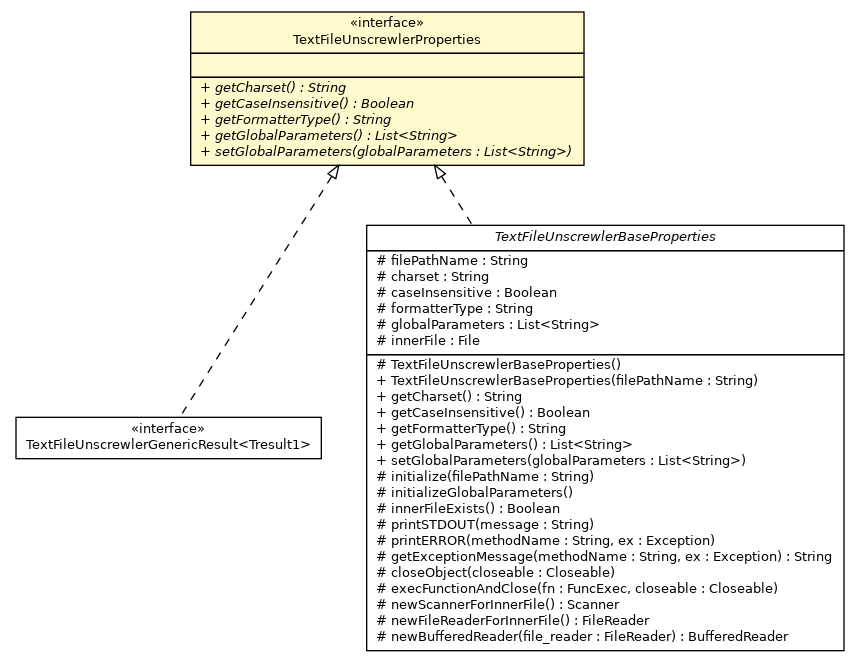 «interface»
TextFileUnscrewlerProperties
+ getCharset() : String
+ getCaseInsensitive() : Boolean
+ getFormatterType() : String
+ getGlobalParameters() : List<String>
+ setGlobalParameters(globalParameters : List<String>)
TextFileUnscrewlerBaseProperties
# filePathName : String
# charset : String
# caseInsensitive : Boolean
# formatterType : String
# globalParameters : List<String>
# innerFile : File
# TextFileUnscrewlerBaseProperties()
+ TextFileUnscrewlerBaseProperties(filePathName : String)
+ getCharset() : String
+ getCaseInsensitive() : Boolean
+ getFormatterType() : String
+ getGlobalParameters() : List<String>
+ setGlobalParameters(globalParameters : List<String>)
# initialize(filePathName : String)
# initializeGlobalParameters()
# innerFileExists() : Boolean
# printSTDOUT(message : String)
# printERROR(methodName : String, ex : Exception)
# getExceptionMessage(methodName : String, ex : Exception) : String
# closeObject(closeable : Closeable)
# execFunctionAndClose(fn : FuncExec, closeable : Closeable)
# newScannerForInnerFile() : Scanner
# newFileReaderForInnerFile() : FileReader
# newBufferedReader(file_reader : FileReader) : BufferedReader
«interface»
TextFileUnscrewlerGenericResult<Tresult1>